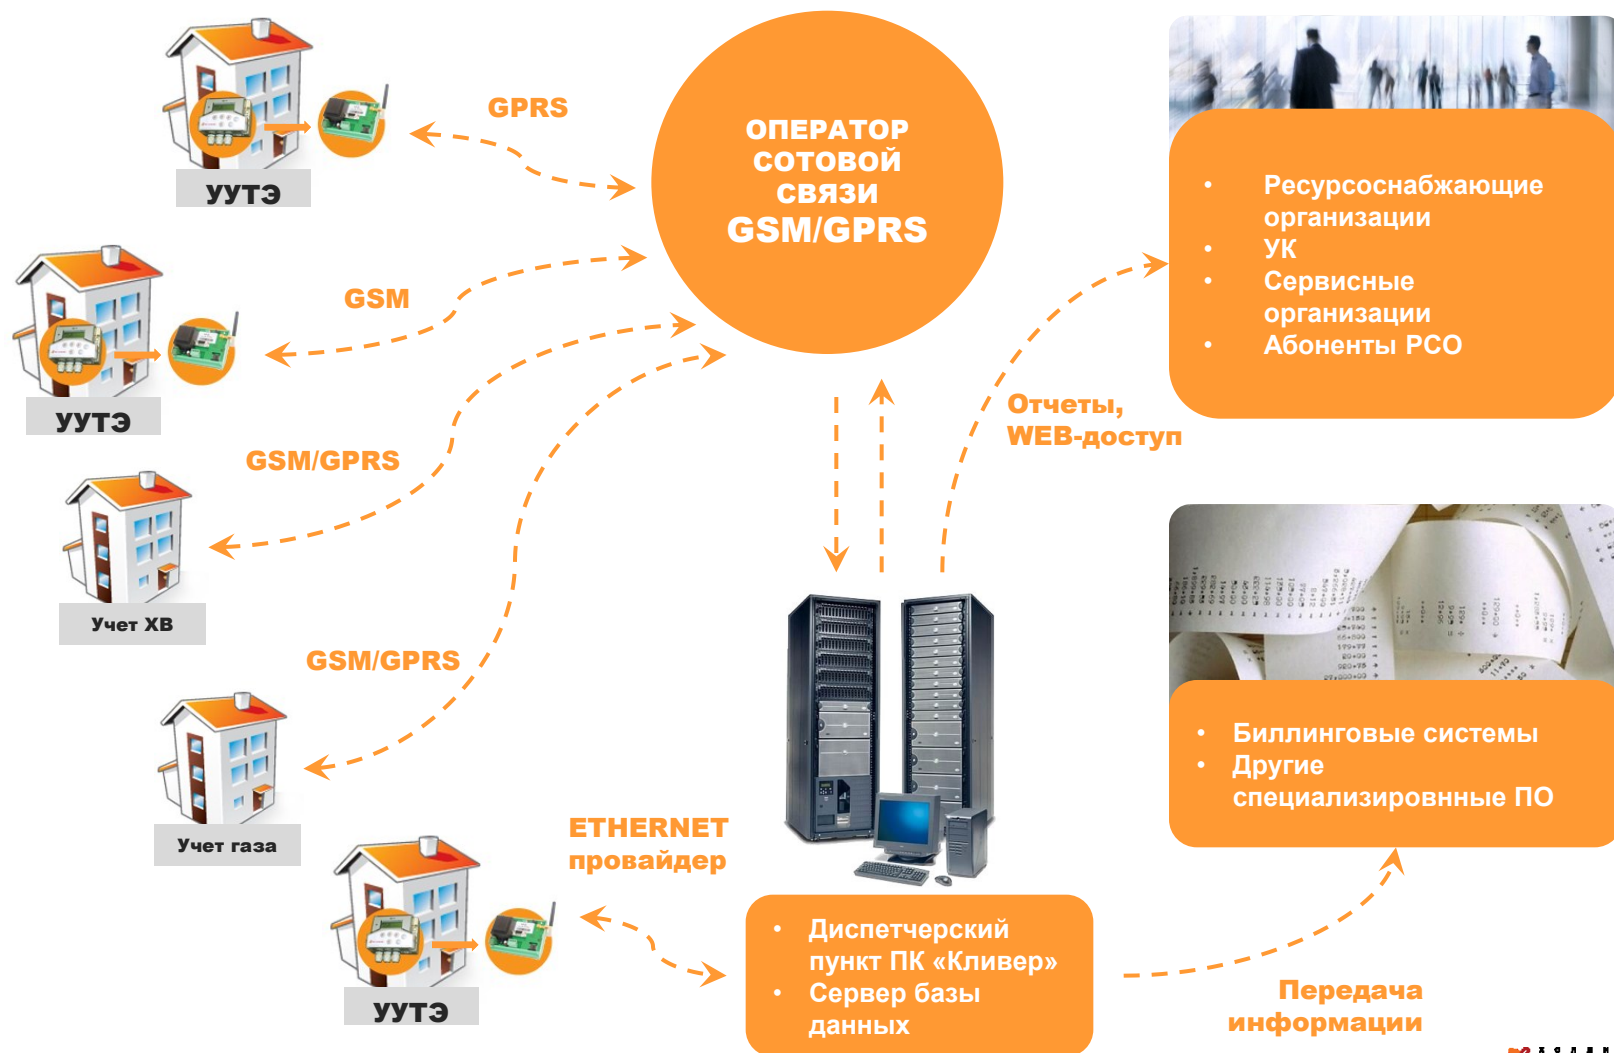 GPRS
ОПЕРАТОР
СОТОВОЙ
СВЯЗИ
GSM/GPRS
УУТЭ
• Ресурсоснабжающие
организации
• УК
• Сервисные
организации
• Абоненты РСО
GSM
УУТЭ
Отчеты,
WEB-доступ
GSM/GPRS
Учет ХВ
GSM/GPRS
• Биллинговые системы
• Другие
специализировнные ПО
Учет газа
ETHERNET
провайдер
• Диспетчерский
пункт ПК «Кливер»
• Сервер базы
данных
УУТЭ
Передача
информации